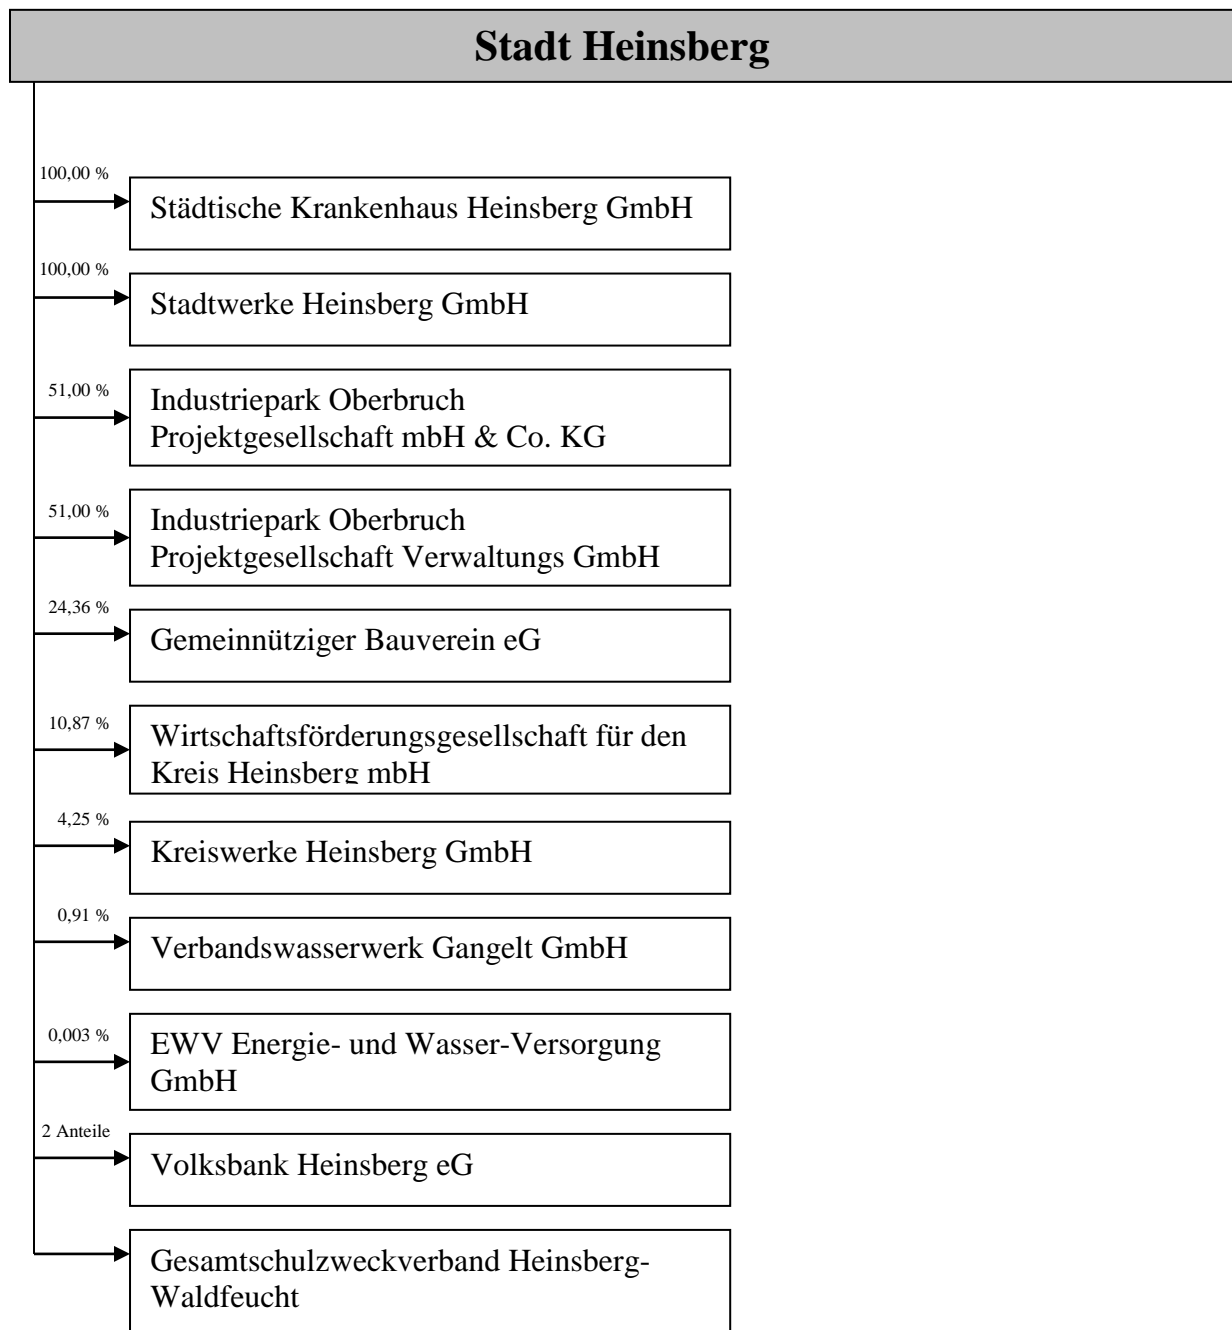 Stadt Heinsberg
100,00 %
Städtische Krankenhaus Heinsberg GmbH
100,00 %
Stadtwerke Heinsberg GmbH
51,00 %
Industriepark Oberbruch
Projektgesellschaft mbH & Co. KG
51,00 %
Industriepark Oberbruch
Projektgesellschaft Verwaltungs GmbH
24,36 %
Gemeinnütziger Bauverein eG
10,87 %
Wirtschaftsförderungsgesellschaft für den
Kreis Heinsberg mbH
4,25 %
Kreiswerke Heinsberg GmbH
0,91 %
Verbandswasserwerk Gangelt GmbH
0,003 %
EWV Energie- und Wasser-Versorgung
GmbH
2 Anteile
Volksbank Heinsberg eG
Gesamtschulzweckverband Heinsberg-
Waldfeucht